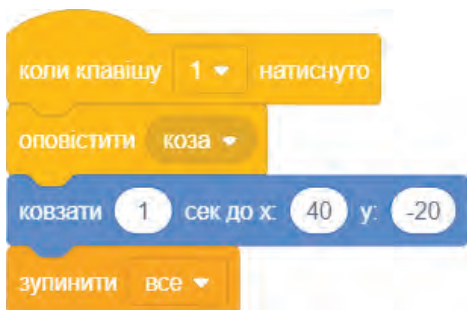 коли клавішу 1 натиснуто
оповістити коза
ковзати 1 сек до x: 40 y: -20
зупинити все